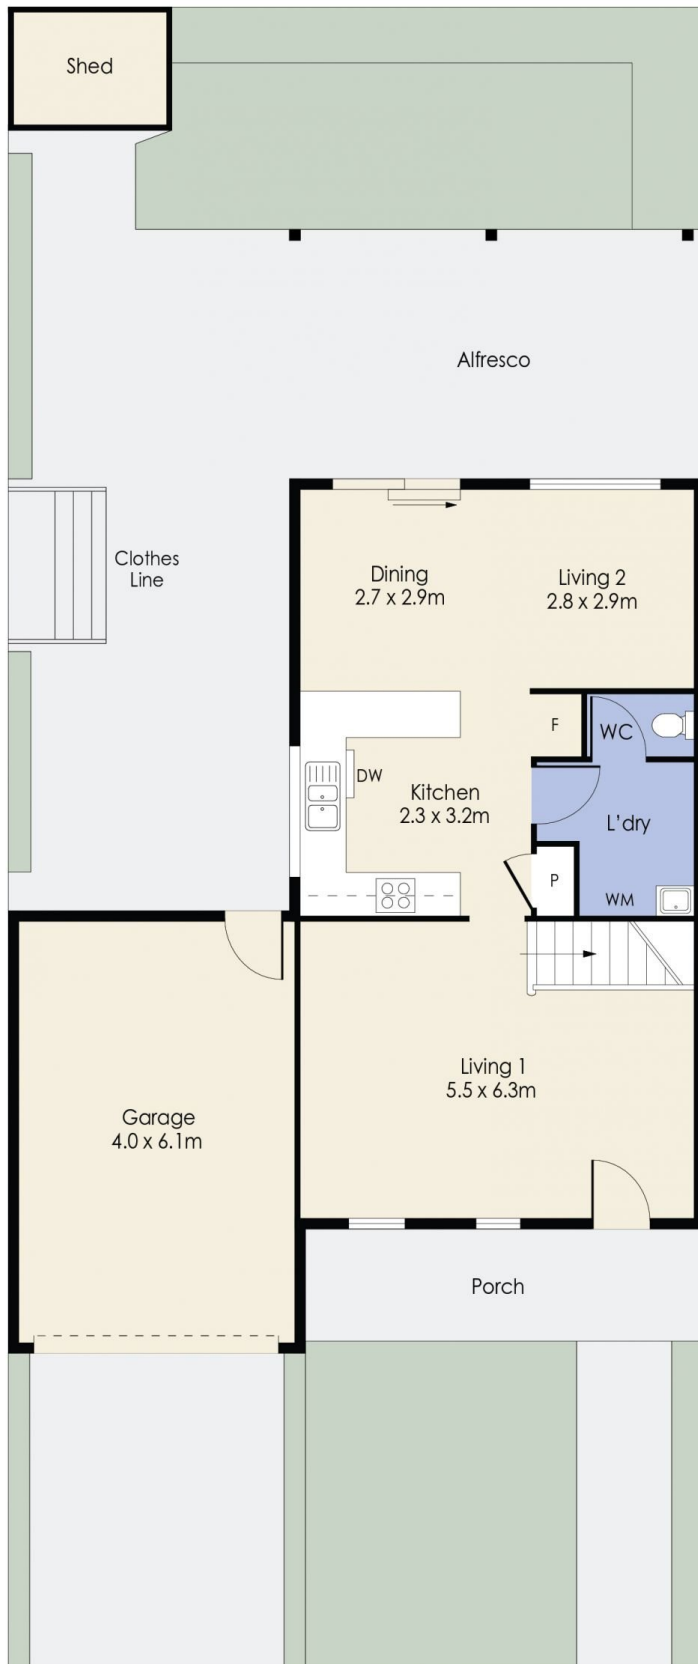 Shed
Alfresco
Clothes
Line
Dining
2.7 x 2.9m
Living 2
2.8 x 2.9m
F
WC
DW
Kitchen
2.3 x 3.2m
L'dry
P
WM
Living 1
5.5 x 6.3m
Garage
4.0 x 6.1m
Porch